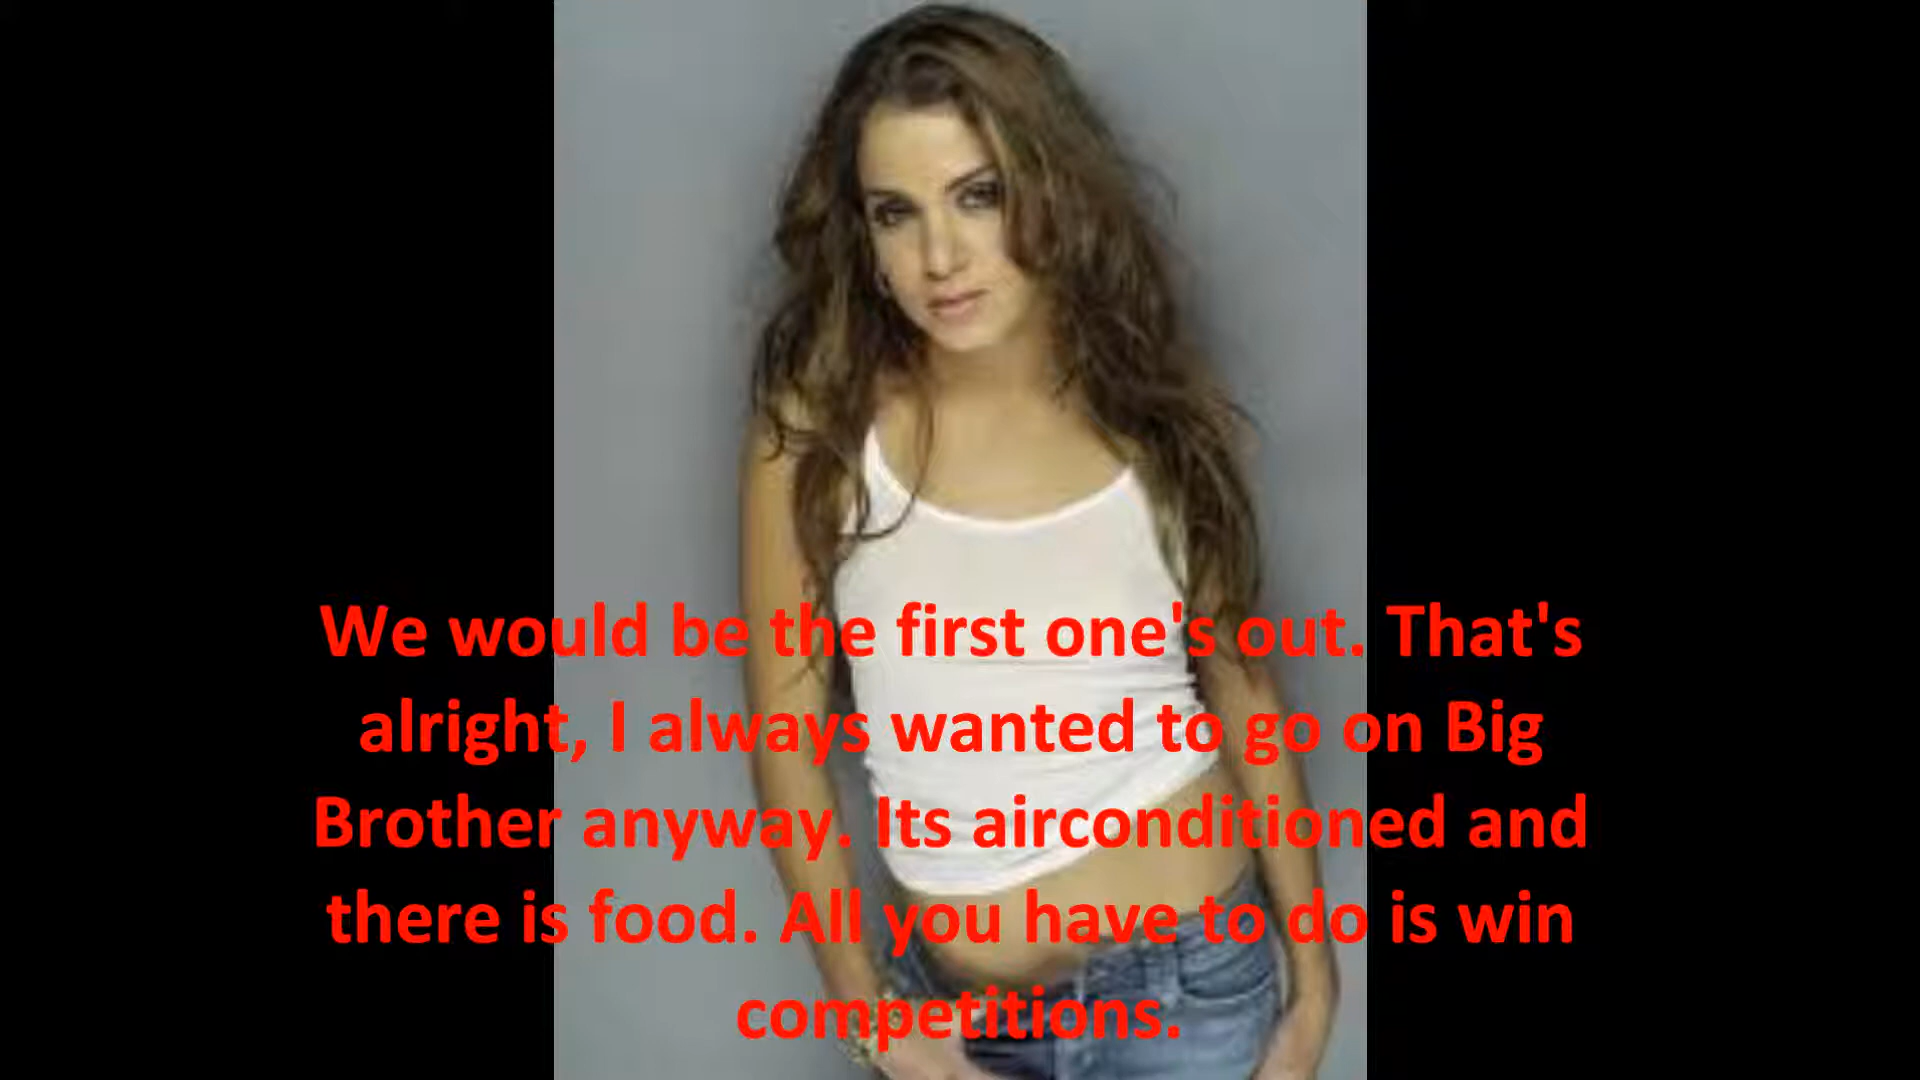 We would be the first one's out. That's
alright, I always wanted to go on Big
Brother anyway. Its airconditioned and
there is food. All you have to do is win
competitions.